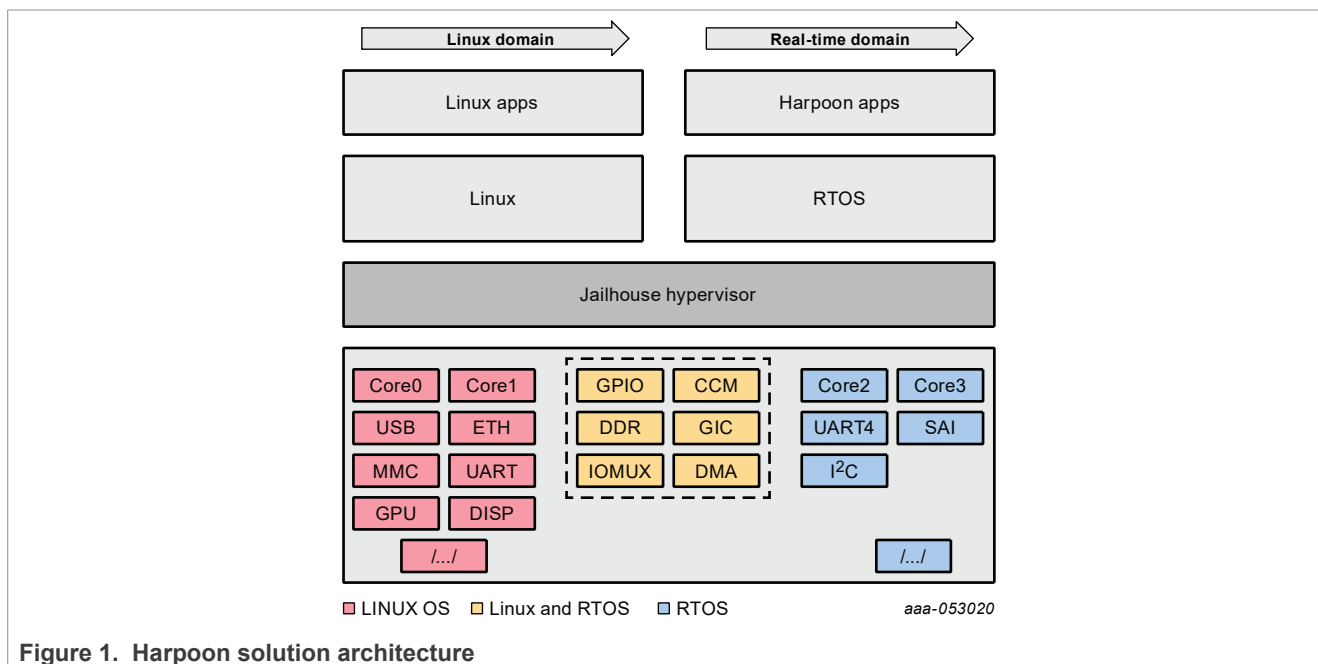 Linux domain Real-time domain
Linux apps Harpoon apps
Linux RTOS
Jailhouse hypervisor
Core0 Core1 GPIO CCM Core2 Core3
USB ETH DDR GIC UART4 SAI
MMC UART IOMUX DMA I²C
GPU DISP
/.../ /.../
LINUX OS Linux and RTOS RTOS aaa-053020
Figure 1. Harpoon solution architecture